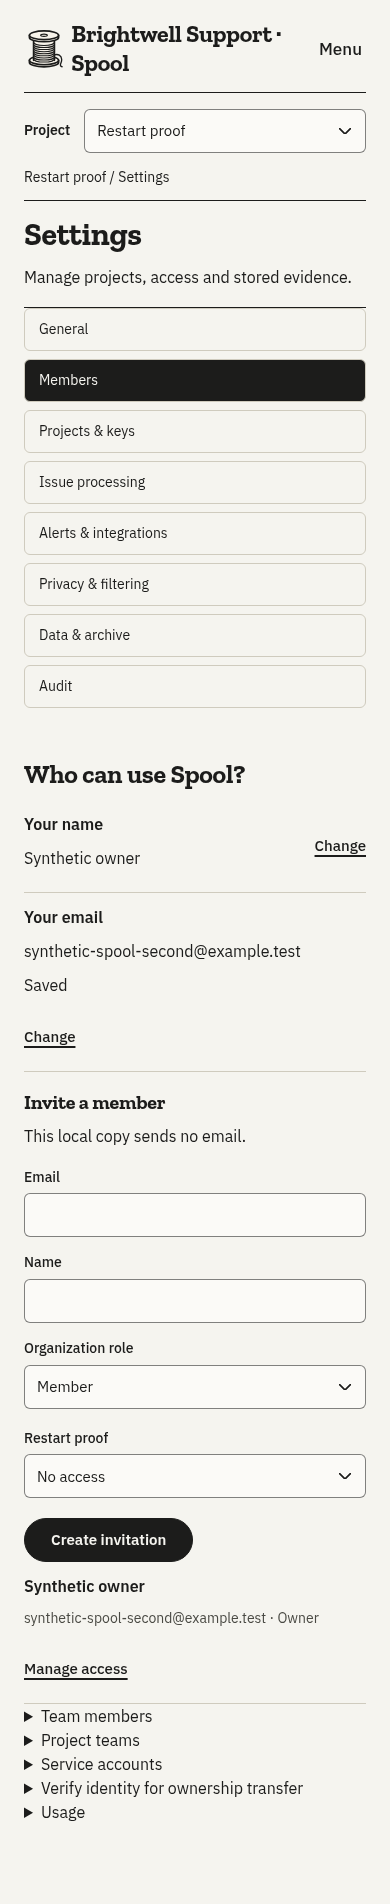 Brightwell Support ·
Spool
Menu
Project
Restart proof
Restart proof / Settings
Settings
Manage projects, access and stored evidence.
General
Members
Projects & keys
Issue processing
Alerts & integrations
Privacy & filtering
Data & archive
Audit
Who can use Spool?
Your name
Synthetic owner
Change
Your email
synthetic-spool-second@example.test
Saved
Change
Invite a member
This local copy sends no email.
Email
Name
Organization role
Member
Restart proof
No access
Create invitation
Synthetic owner
synthetic-spool-second@example.test · Owner
Manage access
Team members
Project teams
Service accounts
Verify identity for ownership transfer
Usage